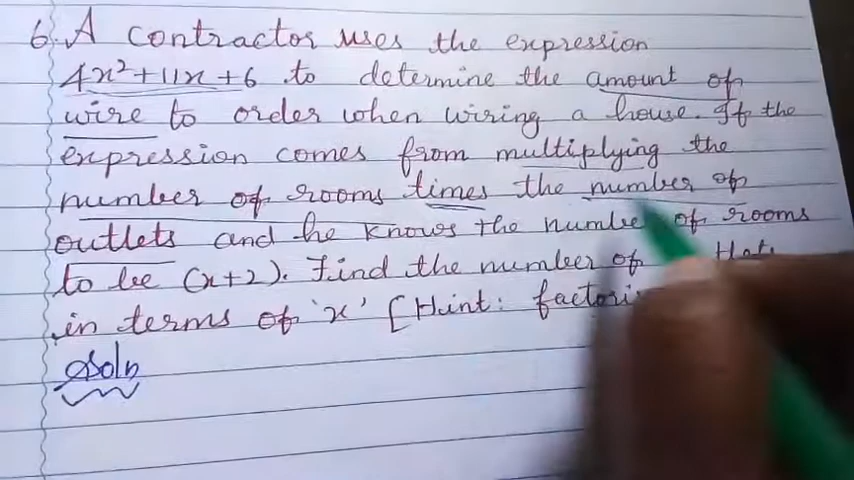 6. A contractor uses the expression
4x²+11x+6 to determine the amount of
wire to order when wiring a house. If the
expression comes from multiplying the
number of rooms times the number of
outlets and he knows the number of rooms
to be (x+2). Find the number of
in terms of 'x' [Hint:
Soln